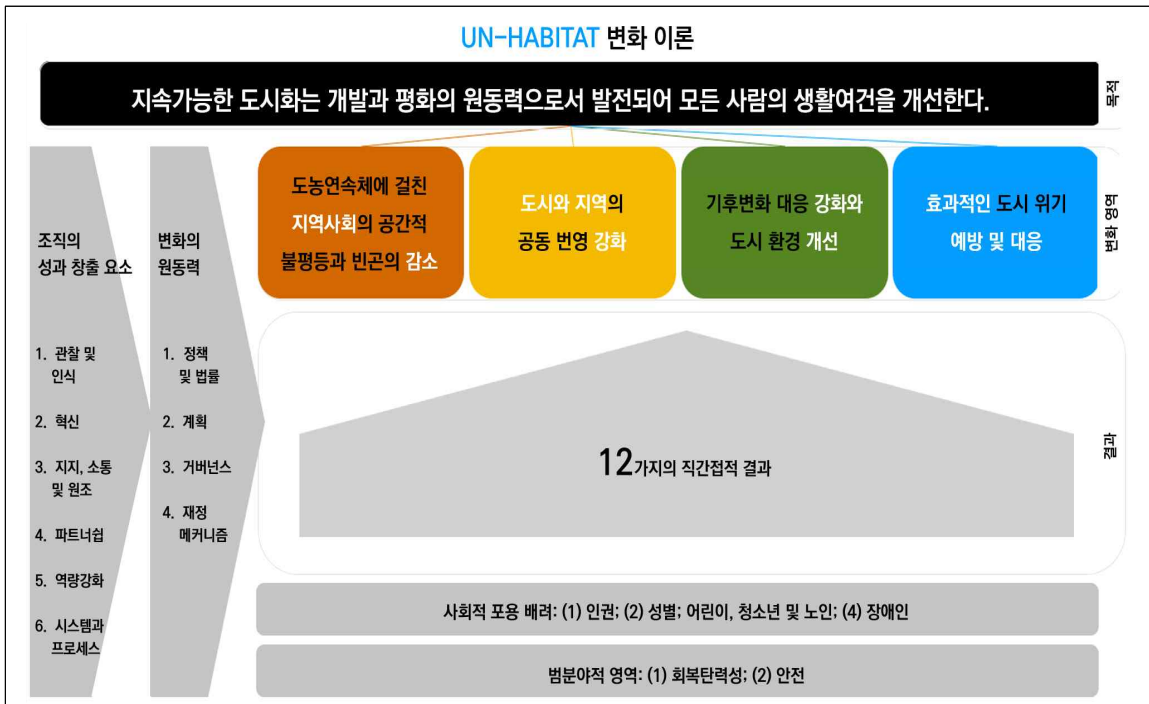 UN-HABITAT 변화 이론
지속가능한 도시화는 개발과 평화의 원동력으로서 발전되어 모든 사람의 생활여건을 개선한다.
목적
조직의
성과 창출 요소
1. 관찰 및
인식
2. 혁신
3. 지지, 소통
및 원조
4. 파트너쉽
5. 역량강화
6. 시스템과
프로세스
변화의
원동력
1. 정책
및 법률
2. 계획
3. 거버넌스
4. 재정
메커니즘
도농연속체에 걸친
지역사회의 공간적
불평등과 빈곤의 감소
도시와 지역의
공동 번영 강화
기후변화 대응 강화와
도시 환경 개선
효과적인 도시 위기
예방 및 대응
변화 영역
12가지의 직간접적 결과
결과
사회적 포용 배려: (1) 인권; (2) 성별; 어린이, 청소년 및 노인; (4) 장애인
범분야적 영역: (1) 회복탄력성; (2) 안전